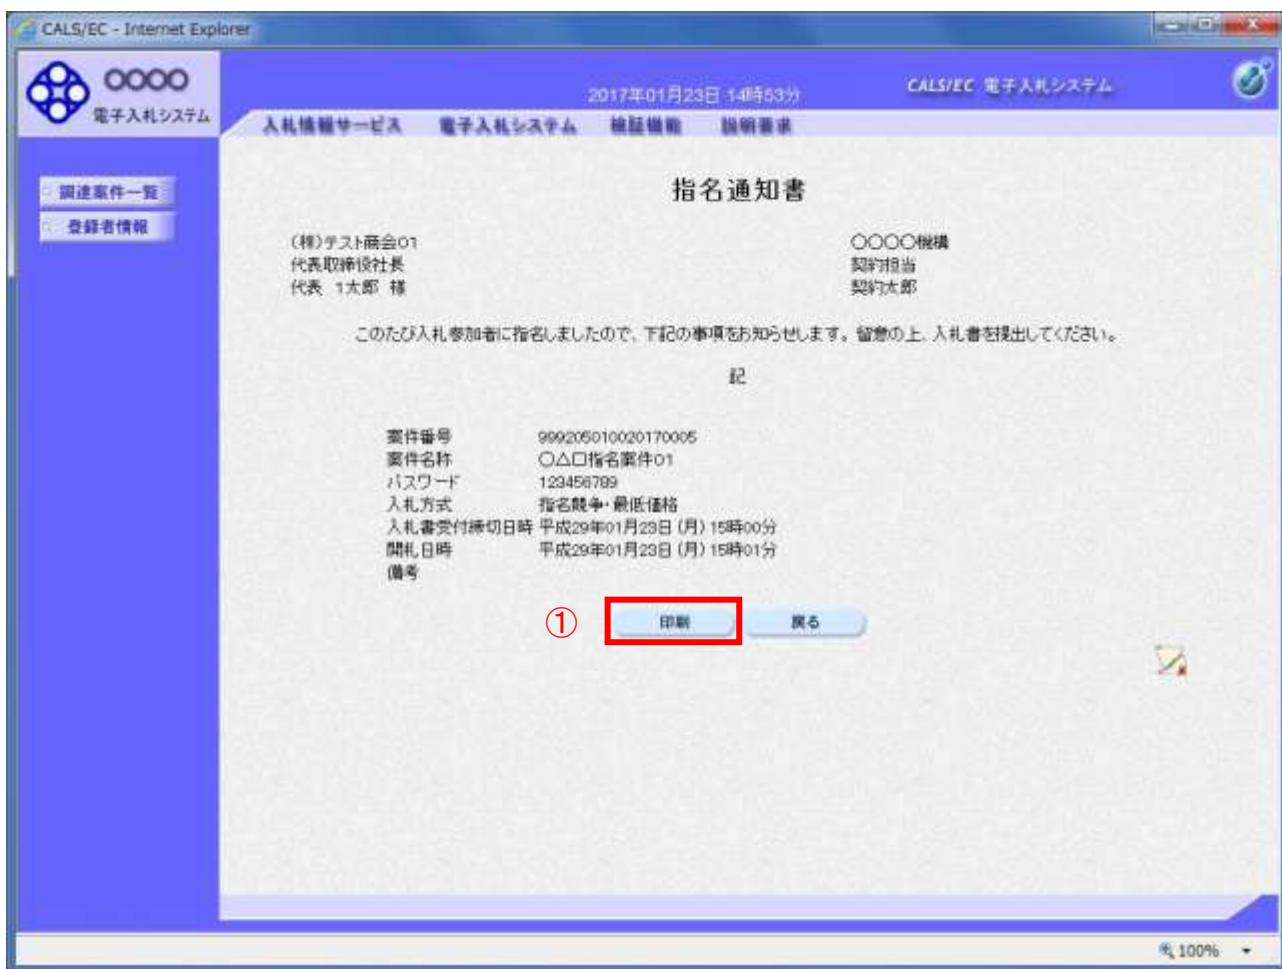 CALS/EC - Internet Explorer
○○○○
電子入札システム
2017年01月23日 14時53分
CALS/EC 電子入札システム
入札情報サービス 電子入札システム 検証機能 説明要求
調達案件一覧
登録者情報
指名通知書
(株)テスト商会01
代表取締役社長
代表 1太郎 様
○○○○機構
契約担当
契約太郎
このたび入札参加者に指名しましたので、下記の事項をお知らせします。留意の上、入札書を提出してください。
記
案件番号 999205010020170005
案件名称 ○△□指名案件01
パスワード 123456789
入札方式 指名競争・最低価格
入札書受付締切日時 平成29年01月23日(月)15時00分
開札日時 平成29年01月23日(月)15時01分
備考
① 印刷 戻る
100%